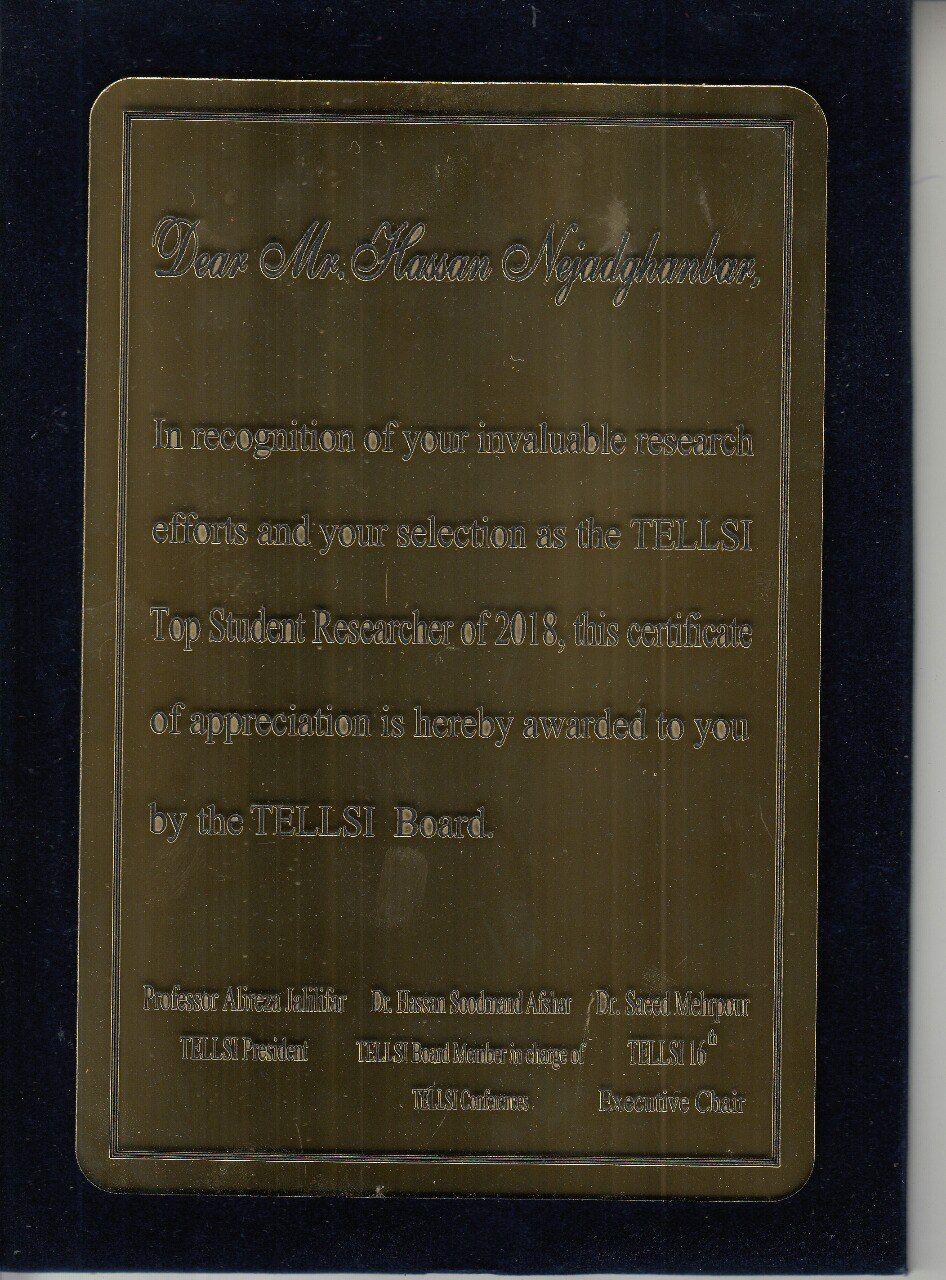 Dear Mr. Hassan Nejadghanbar,
In recognition of your invaluable research
efforts and your selection as the TELLSI
Top Student Researcher of 2018, this certificate
of appreciation is hereby awarded to you
by the TELLSI Board.
Professor Alireza Jalilifar Dr. Hassan Soodmand Afshar Dr. Saeed Mehrpour
TELLSI President TELLSI Board Member in charge of TELLSI 16th
TELLSI Conferences Executive Chair